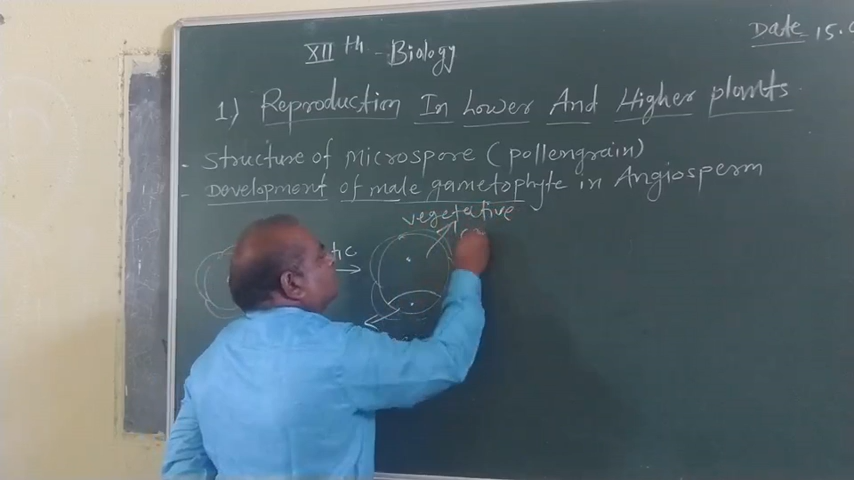 XII th - Biology
Date 15.
1.) Reproduction In Lower And Higher plants
- Structure of Microspore (pollengrain)
- Development of male gametophyte in Angiosperm
vegetative